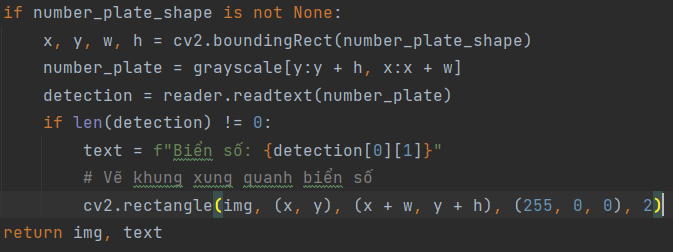 if number_plate_shape is not None:
    x, y, w, h = cv2.boundingRect(number_plate_shape)
    number_plate = grayscale[y:y + h, x:x + w]
    detection = reader.readtext(number_plate)
    if len(detection) != 0:
        text = f"Biển số: {detection[0][1]}"
        # Vẽ khung xung quanh biển số
        cv2.rectangle(img, (x, y), (x + w, y + h), (255, 0, 0), 2)
return img, text